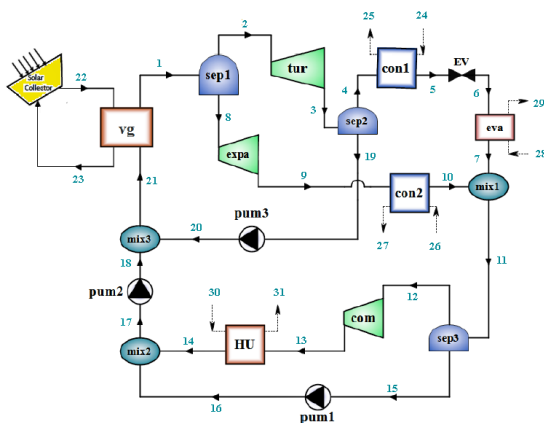 2
25
24
EV
Solar
Collector
22
1
sep1
tur
con1
4
5
6
29
vg
3
sep2
eva
8
expa
19
7
28
23
9
10
mix1
21
con2
pum3
mix3
20
27
26
18
11
pum2
30
31
12
17
com
14
HU
13
sep3
mix2
16
15
pum1